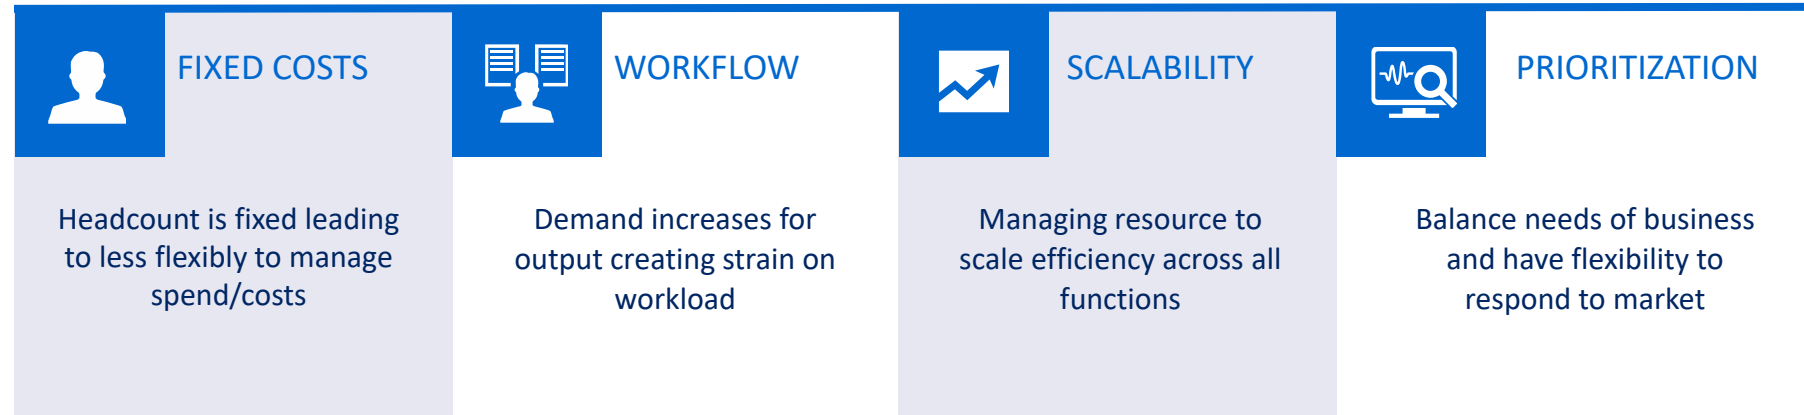 FIXED COSTS
Headcount is fixed leading
to less flexibly to manage
spend/costs
WORKFLOW
Demand increases for
output creating strain on
workload
SCALABILITY
Managing resource to
scale efficiency across all
functions
PRIORITIZATION
Balance needs of business
and have flexibility to
respond to market